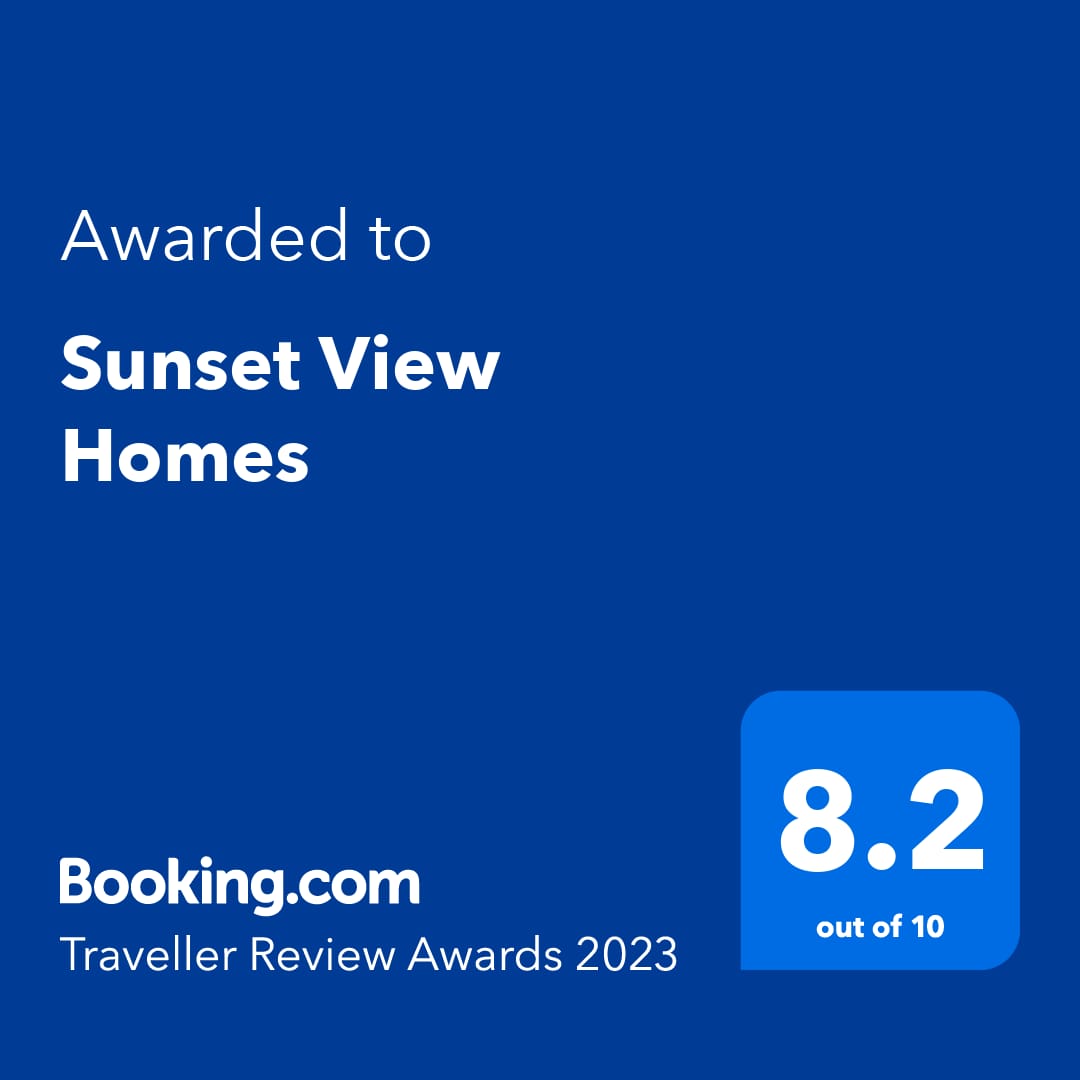 Awarded to
Sunset View
Homes
8.2
out of 10
Booking.com
Traveller Review Awards 2023